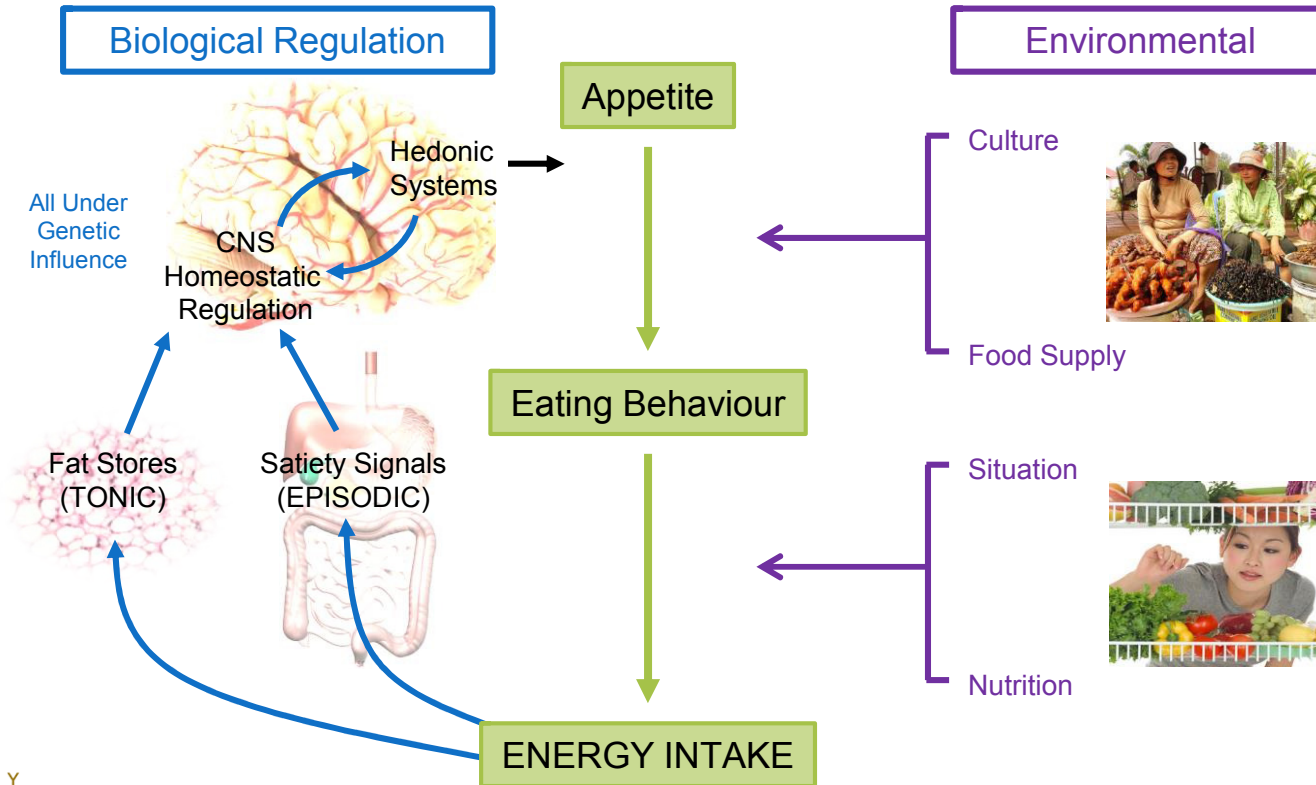 Biological Regulation
Environmental
Appetite
Hedonic
Systems
All Under
Genetic
Influence
CNS
Homeostatic
Regulation
Culture
Food Supply
Eating Behaviour
Fat Stores
(TONIC)
Satiety Signals
(EPISODIC)
Situation
Nutrition
ENERGY INTAKE
Y